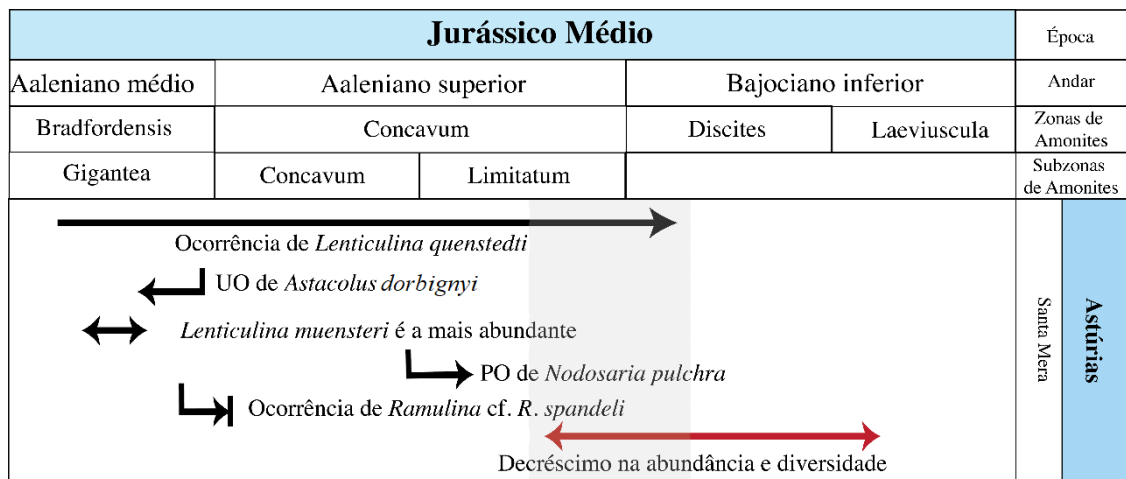 Jurássico Médio
Época
Aaleniano médio
Aaleniano superior
Bajociano inferior
Andar
Bradfordensis
Concavum
Discites
Laeviuscula
Zonas de
Amonites
Gigantea
Concavum
Limitatum
Subzonas
de Amonites
Ocorrência de Lenticulina quenstedti
UO de Astacolus dorbignyi
Lenticulina muensteri é a mais abundante
PO de Nodosaria pulchra
Ocorrência de Ramulina cf. R. spandeli
Decréscimo na abundância e diversidade
Santa Mera
Astúrias